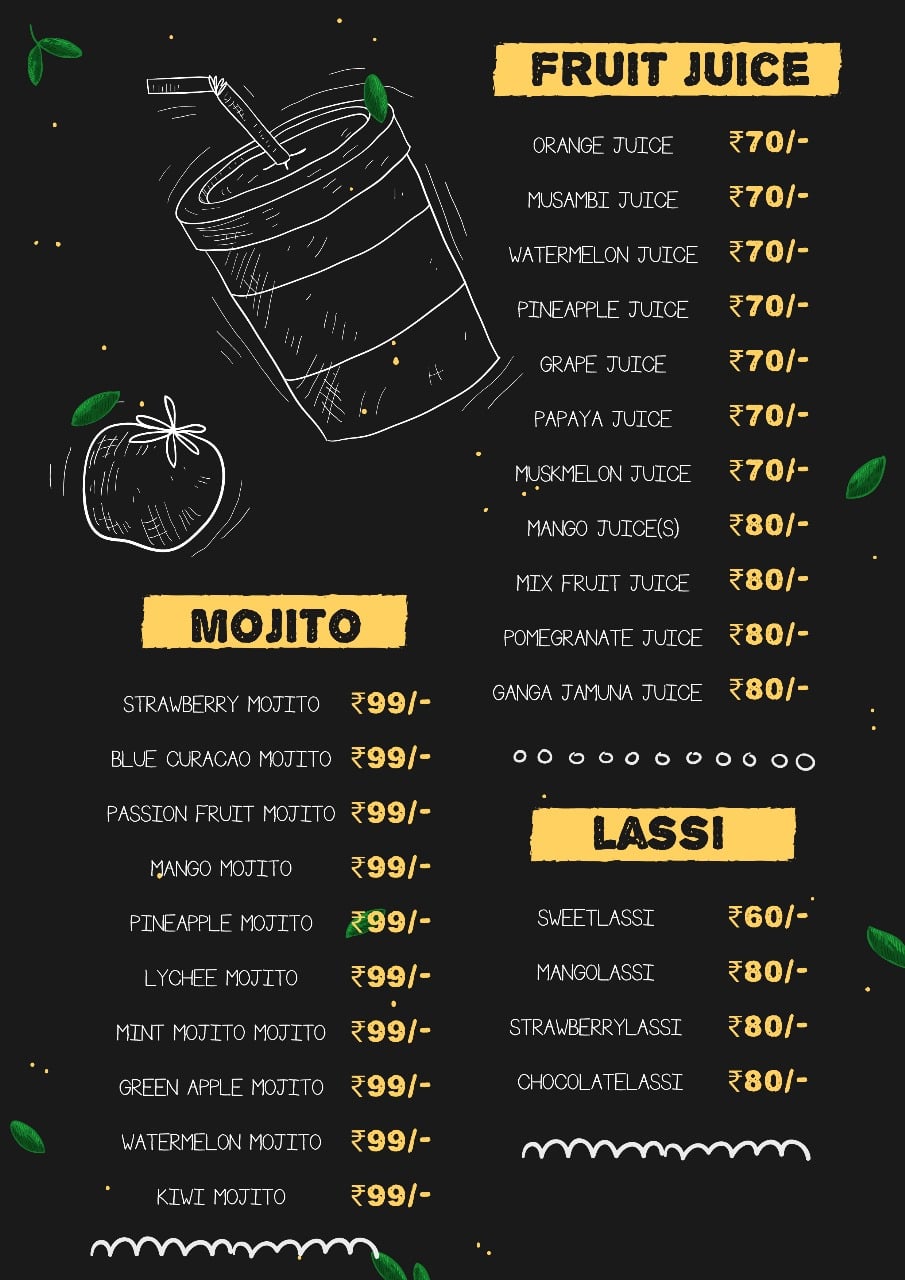 FRUIT JUICE
ORANGE JUICE ₹70/-
MUSAMBI JUICE ₹70/-
WATERMELON JUICE ₹70/-
PINEAPPLE JUICE ₹70/-
GRAPE JUICE ₹70/-
PAPAYA JUICE ₹70/-
MUSKMELON JUICE ₹70/-
MANGO JUICE(S) ₹80/-
MIX FRUIT JUICE ₹80/-
POMEGRANATE JUICE ₹80/-
GANGA JAMUNA JUICE ₹80/-
MOJITO
STRAWBERRY MOJITO ₹99/-
BLUE CURACAO MOJITO ₹99/-
PASSION FRUIT MOJITO ₹99/-
MANGO MOJITO ₹99/-
PINEAPPLE MOJITO ₹99/-
LYCHEE MOJITO ₹99/-
MINT MOJITO MOJITO ₹99/-
GREEN APPLE MOJITO ₹99/-
WATERMELON MOJITO ₹99/-
KIWI MOJITO ₹99/-
LASSI
SWEETLASSI ₹60/-
MANGOLASSI ₹80/-
STRAWBERRYLASSI ₹80/-
CHOCOLATELASSI ₹80/-